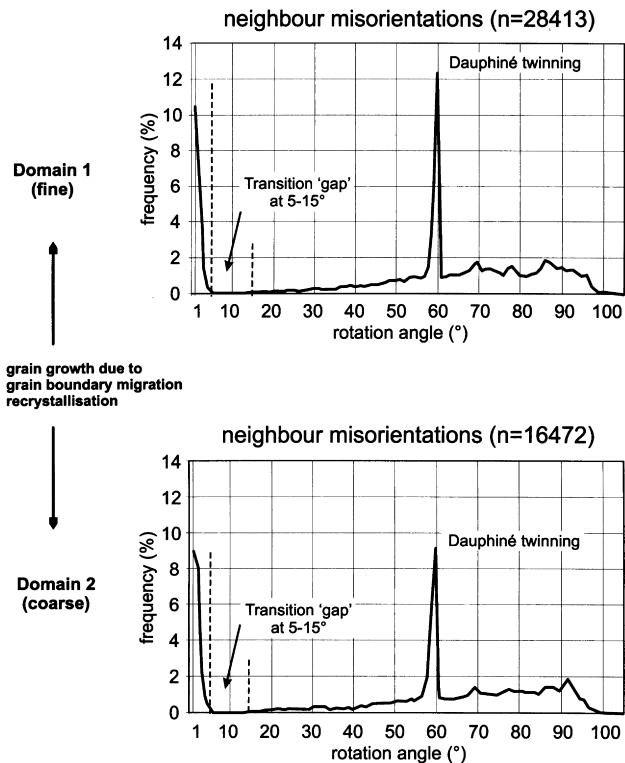 neighbour misorientations (n=28413)
14
12
10
8
6
4
2
0
frequency (%)
Dauphiné twinning
Transition ‘gap’
at 5-15°
1 10 20 30 40 50 60 70 80 90 100
rotation angle (°)
Domain 1
(fine)
grain growth due to
grain boundary migration
recrystallisation
Domain 2
(coarse)
neighbour misorientations (n=16472)
14
12
10
8
6
4
2
0
frequency (%)
Dauphiné twinning
Transition ‘gap’
at 5-15°
1 10 20 30 40 50 60 70 80 90 100
rotation angle (°)